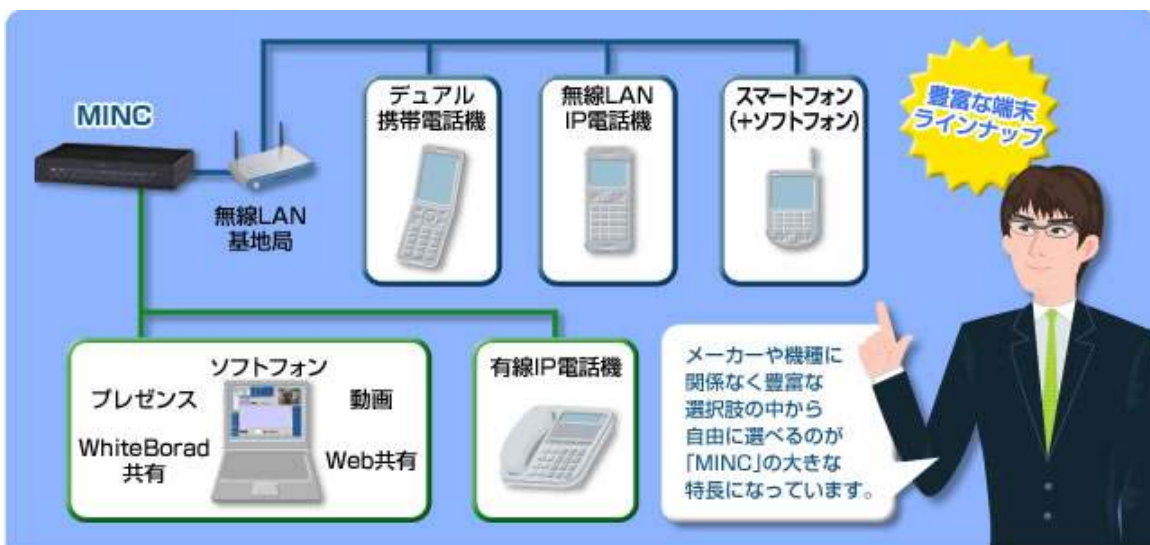 MINC
無線LAN
基地局
デュアル
携帯電話機
無線LAN
IP電話機
スマートフォン
(+ソフトフォン)
豊富な端末
ラインナップ
ソフトフォン
プレゼンス
動画
WhiteBorad
共有
Web共有
有線IP電話機
メーカーや機種に
関係なく豊富な
選択肢の中から
自由に選べるのが
「MINC」の大きな
特長になっています。